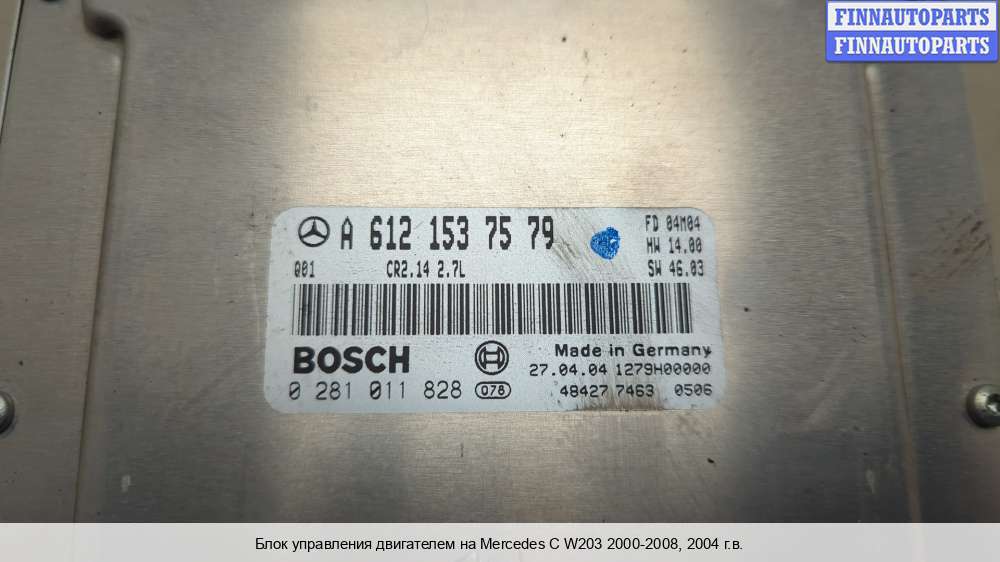 FINNAUTOPARTS
FINNAUTOPARTS
A 612 153 75 79
FD 04M04
HW 14.00
Q01 CR2.14 2.7L SW 46.03
BOSCH Made in Germany
27.04.04 1279H00000
0 281 011 828 078 48427 7463 0506
Блок управления двигателем на Mercedes C W203 2000-2008, 2004 г.в.